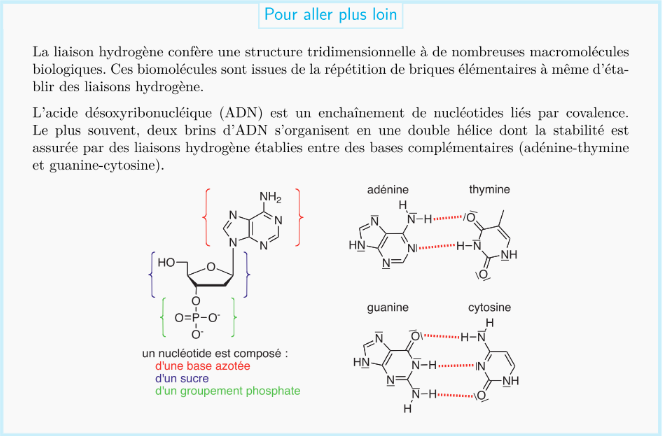 Pour aller plus loin
La liaison hydrogène confère une structure tridimensionnelle à de nombreuses macromolécules
biologiques. Ces biomolécules sont issues de la répétition de briques élémentaires à même d'éta-
blir des liaisons hydrogène.
L'acide désoxyribonucléique (ADN) est un enchaînement de nucléotides liés par covalence.
Le plus souvent, deux brins d'ADN s'organisent en une double hélice dont la stabilité est
assurée par des liaisons hydrogène établies entre des bases complémentaires (adénine-thymine
et guanine-cytosine).
NH2
N
N
N
N
HO
O
O
O=P-O-
O-
un nucléotide est composé :
d'une base azotée
d'un sucre
d'un groupement phosphate
adénine
thymine
H
N-H
O
N
HN
N
N
H-N
NH
O
guanine
cytosine
H
N
O
H-N
HN
N-H
N
N
NH
N-H
O
H